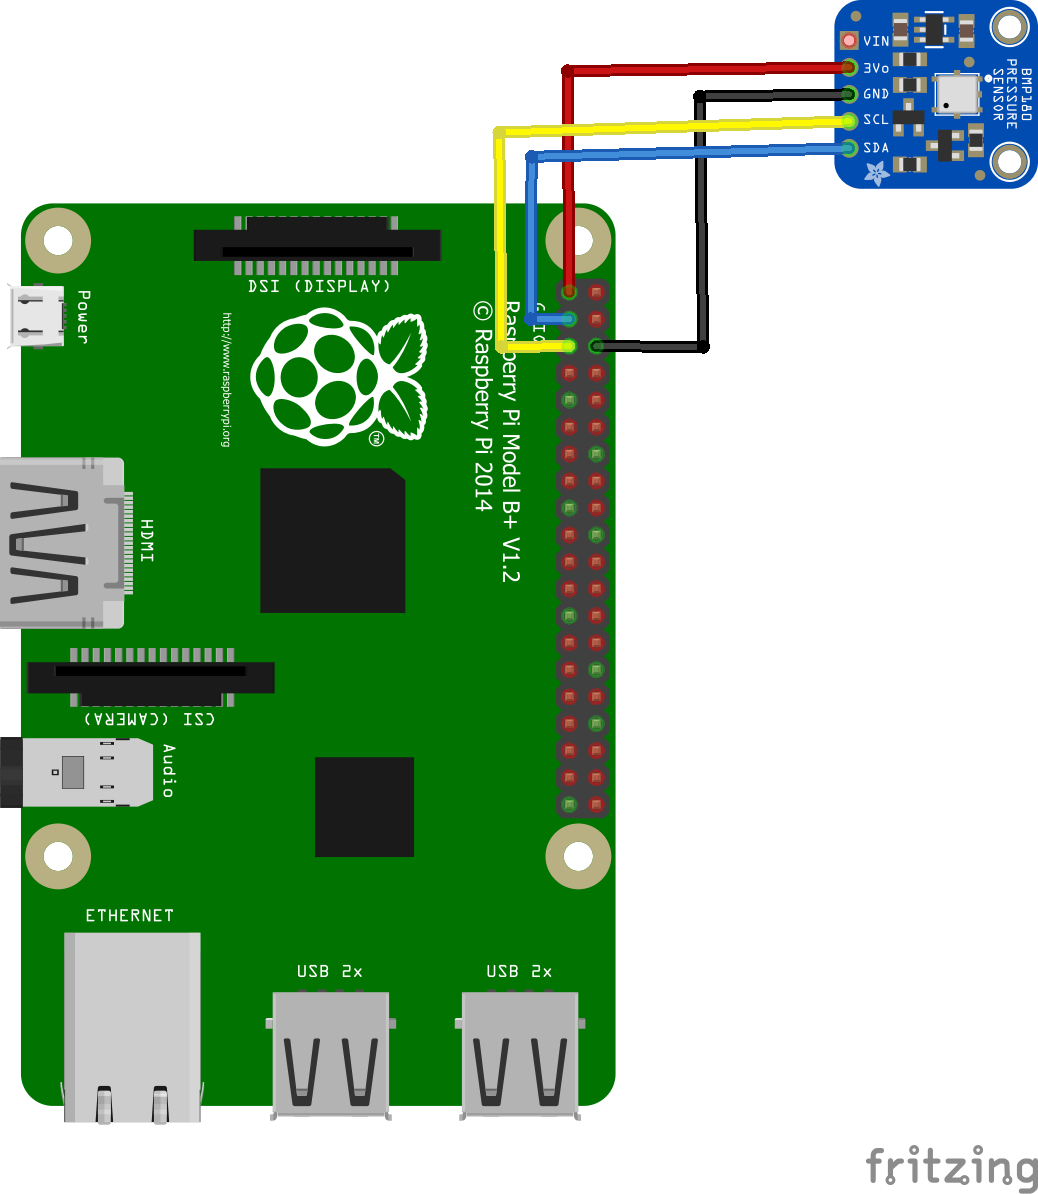 VIN
3Vo
GND
SCL
SDA
BMP180
PRESSURE
SENSOR
DSI (DISPLAY)
Power
http://www.raspberrypi.org
TM
GPIO
Raspberry Pi Model B+ V1.2
© Raspberry Pi 2014
HDMI
CSI (CAMERA)
Audio
ETHERNET
USB 2x
USB 2x
fritzing